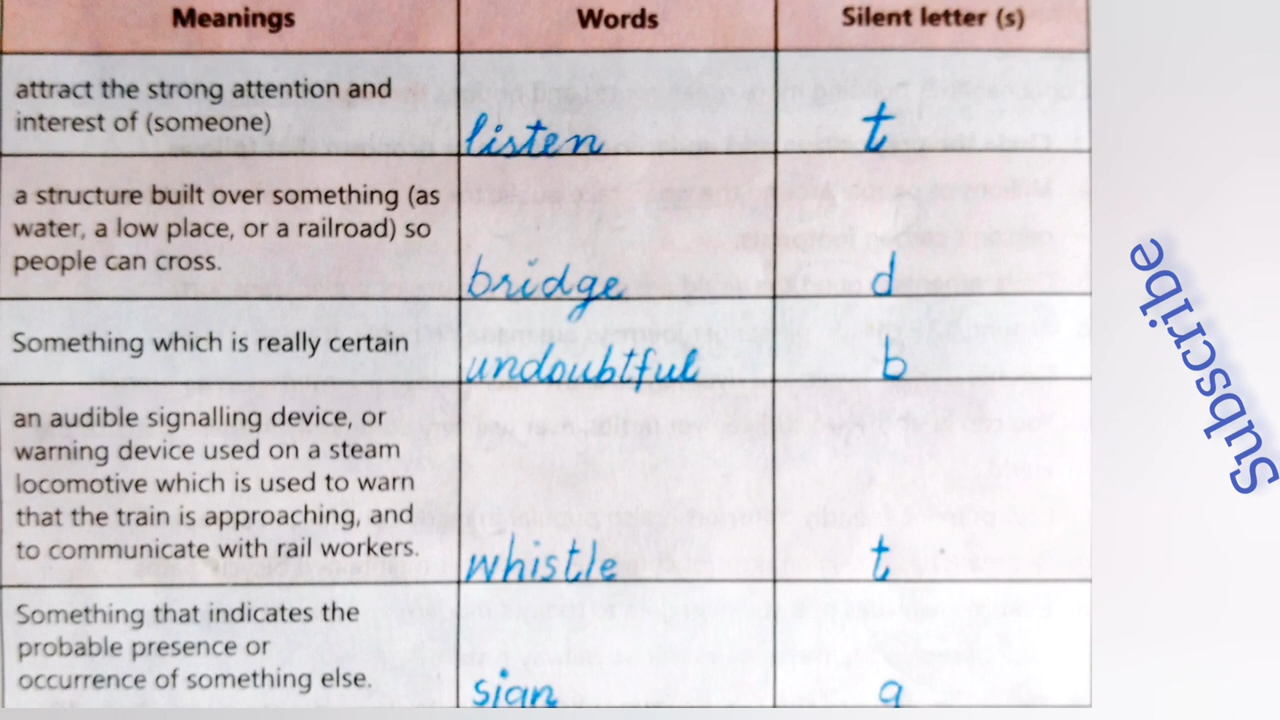 Meanings Words Silent letter (s)
attract the strong attention and
interest of (someone)
listen t
a structure built over something (as
water, a low place, or a railroad) so
people can cross.
bridge d
Something which is really certain
undoubtful b
an audible signalling device, or
warning device used on a steam
locomotive which is used to warn
that the train is approaching, and
to communicate with rail workers.
whistle t
Something that indicates the
probable presence or
occurrence of something else.
sign g
Subscribe